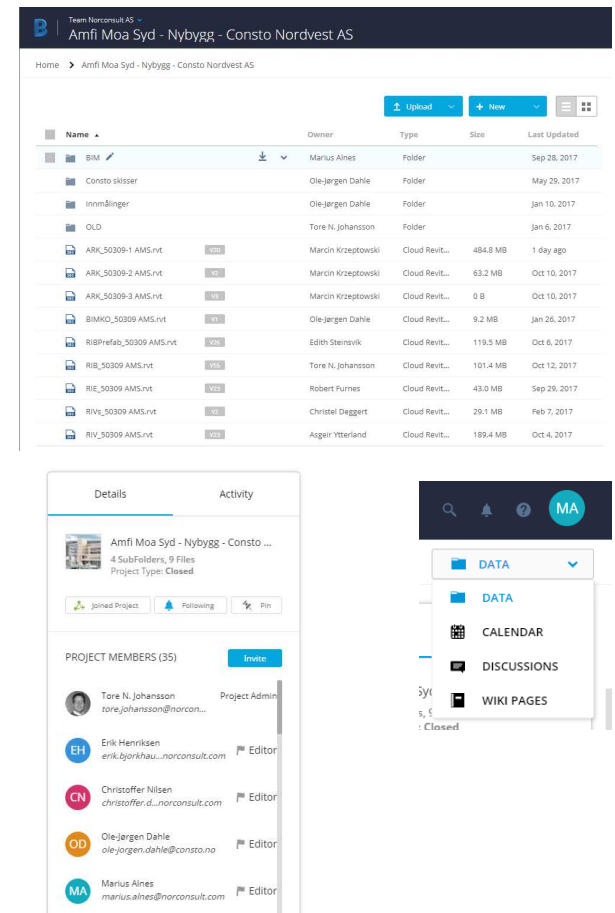 Team Norconsult AS
Amfi Moa Syd - Nybygg - Consto Nordvest AS
Home > Amfi Moa Syd - Nybygg - Consto Nordvest AS
Upload + New
Name Owner Type Size Last Updated
BIM Marius Alnes Folder Sep 28, 2017
Consto skisser Ole-Jørgen Dahle Folder May 29, 2017
Innmålinger Ole-Jørgen Dahle Folder Jan 10, 2017
OLD Tore N. Johansson Folder Jan 6, 2017
ARK_50309-1 AMS.rvt V20 Marcin Krzeptowski Cloud Revit... 484.8 MB 1 day ago
ARK_50309-2 AMS.rvt V2 Marcin Krzeptowski Cloud Revit... 63.2 MB Oct 10, 2017
ARK_50309-3 AMS.rvt V3 Marcin Krzeptowski Cloud Revit... 0 B Oct 10, 2017
BIMKO_50309 AMS.rvt V1 Ole-Jørgen Dahle Cloud Revit... 9.2 MB Jan 26, 2017
RIBPrefab_50309 AMS.rvt Edith Steinsvik Cloud Revit... 119.5 MB Oct 6, 2017
RIB_50309 AMS.rvt Tore N. Johansson Cloud Revit... 101.4 MB Oct 12, 2017
RIE_50309 AMS.rvt V23 Robert Furnes Cloud Revit... 43.0 MB Sep 29, 2017
RIVs_50309 AMS.rvt V2 Christel Deggert Cloud Revit... 29.1 MB Feb 7, 2017
RIV_50309 AMS.rvt V23 Asgeir Ytterland Cloud Revit... 189.4 MB Oct 4, 2017
Details Activity
Amfi Moa Syd - Nybygg - Consto ...
4 SubFolders, 9 Files
Project Type: Closed
Joined Project Following Pin
PROJECT MEMBERS (35) Invite
Tore N. Johansson Project Admin
tore.johansson@norcon...
EH Erik Henriksen Editor
erik.bjorkhau...norconsult.com
CN Christoffer Nilsen Editor
christoffer.d...norconsult.com
OD Ole-Jørgen Dahle Editor
ole-jorgen.dahle@consto.no
MA Marius Alnes Editor
marius.alnes@norconsult.com
MA
DATA
DATA
CALENDAR
DISCUSSIONS
WIKI PAGES
Closed